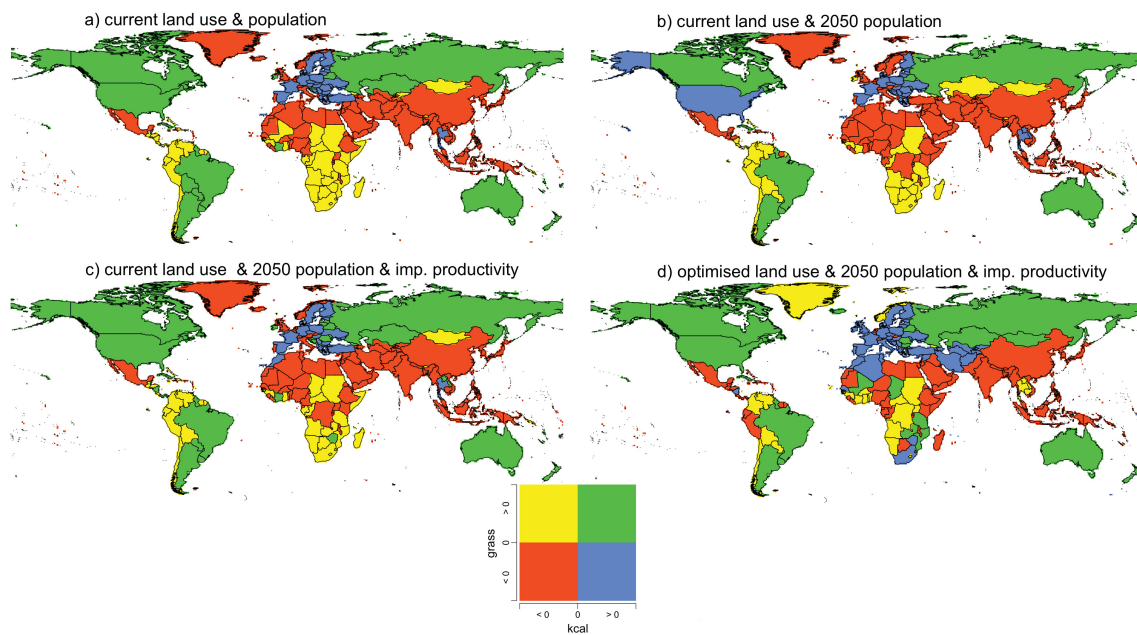 a) current land use & population
b) current land use & 2050 population
c) current land use & 2050 population & imp. productivity
d) optimised land use & 2050 population & imp. productivity
> 0
grass
0
< 0
< 0
0
> 0
kcal